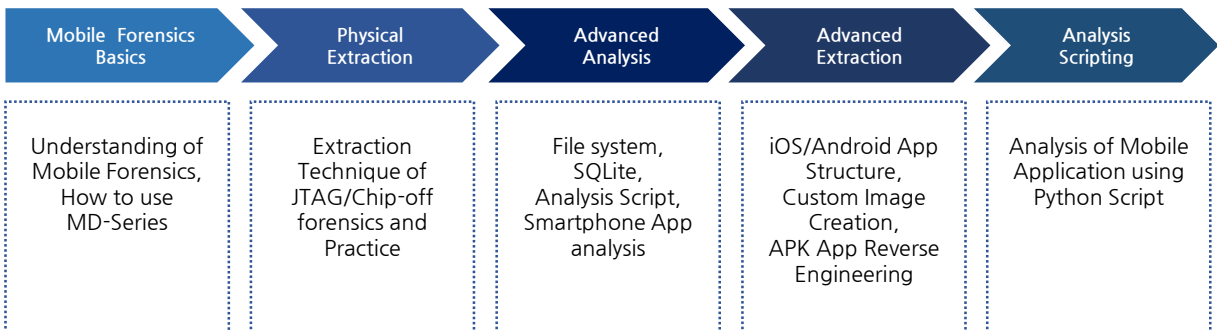 Mobile Forensics
Basics
Physical
Extraction
Advanced
Analysis
Advanced
Extraction
Analysis
Scripting
Understanding of
Mobile Forensics,
How to use
MD-Series
Extraction
Technique of
JTAG/Chip-off
forensics and
Practice
File system,
SQLite,
Analysis Script,
Smartphone App
analysis
iOS/Android App
Structure,
Custom Image
Creation,
APK App Reverse
Engineering
Analysis of Mobile
Application using
Python Script